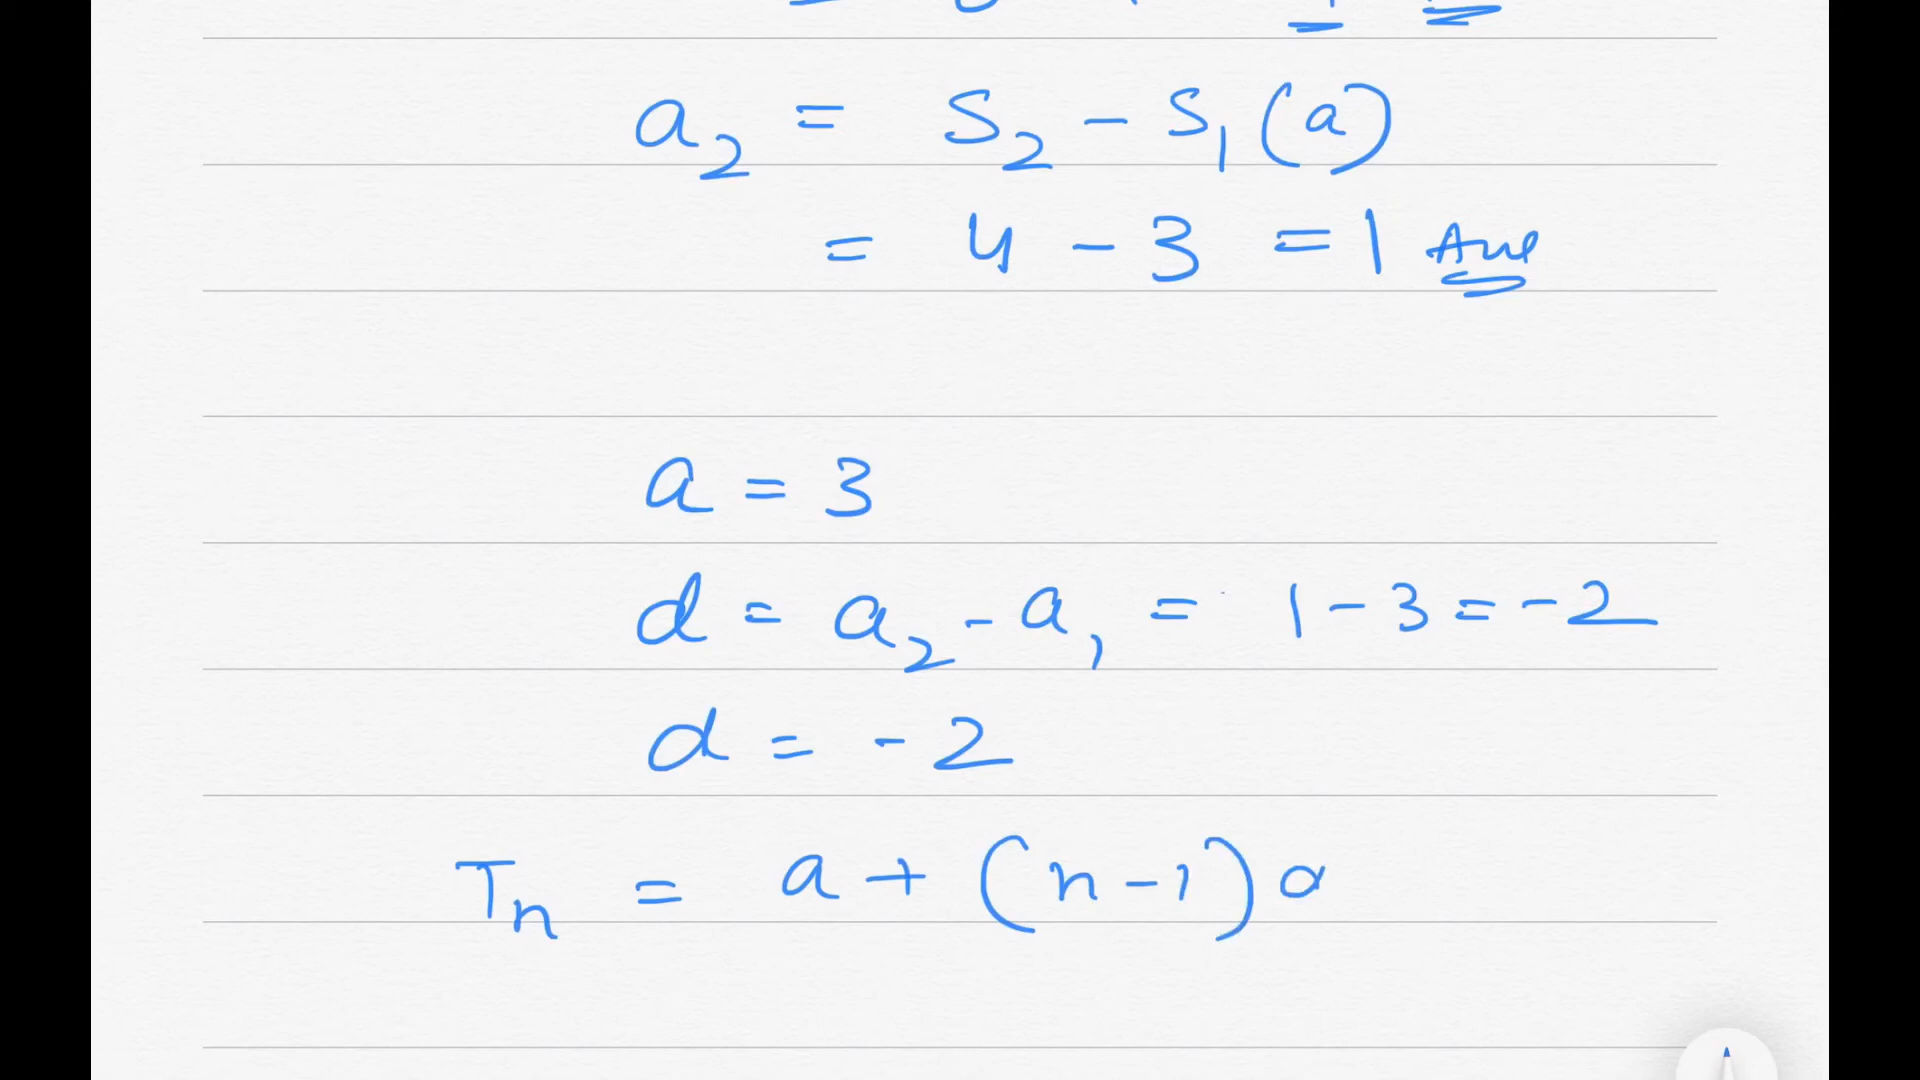 a₂ = S₂ - S₁(a)
= 4 - 3 = 1 Ans
a = 3
d = a₂ - a₁ = 1 - 3 = -2
d = -2
Tₙ = a + (n-1)d